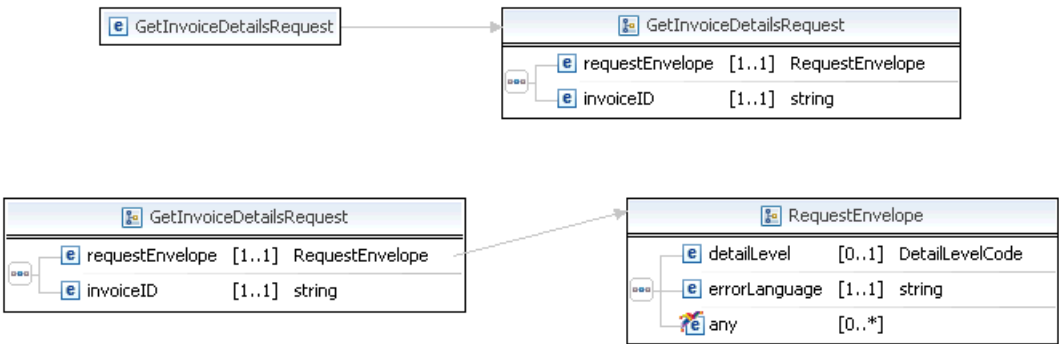 GetInvoiceDetailsRequest
GetInvoiceDetailsRequest
requestEnvelope [1..1] RequestEnvelope
invoiceID [1..1] string
GetInvoiceDetailsRequest
requestEnvelope [1..1] RequestEnvelope
invoiceID [1..1] string
RequestEnvelope
detailLevel [0..1] DetailLevelCode
errorLanguage [1..1] string
any [0..*]